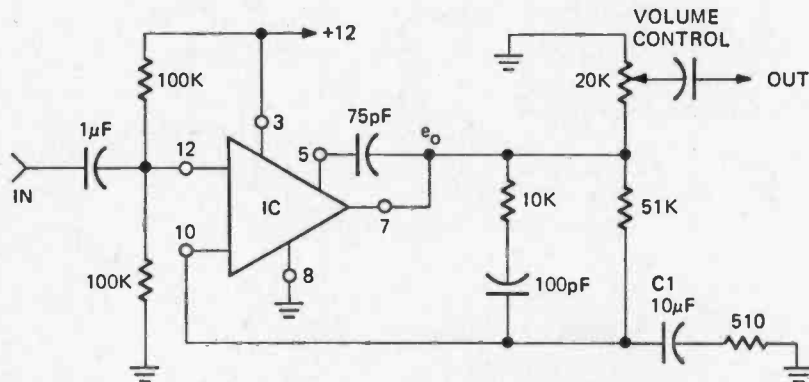 VOLUME
CONTROL
+12
100K
20K
OUT
75pF
1µF
3
e₀
12
5
IN
IC
7
10K
51K
10
8
100K
100pF
C1
10µF
510